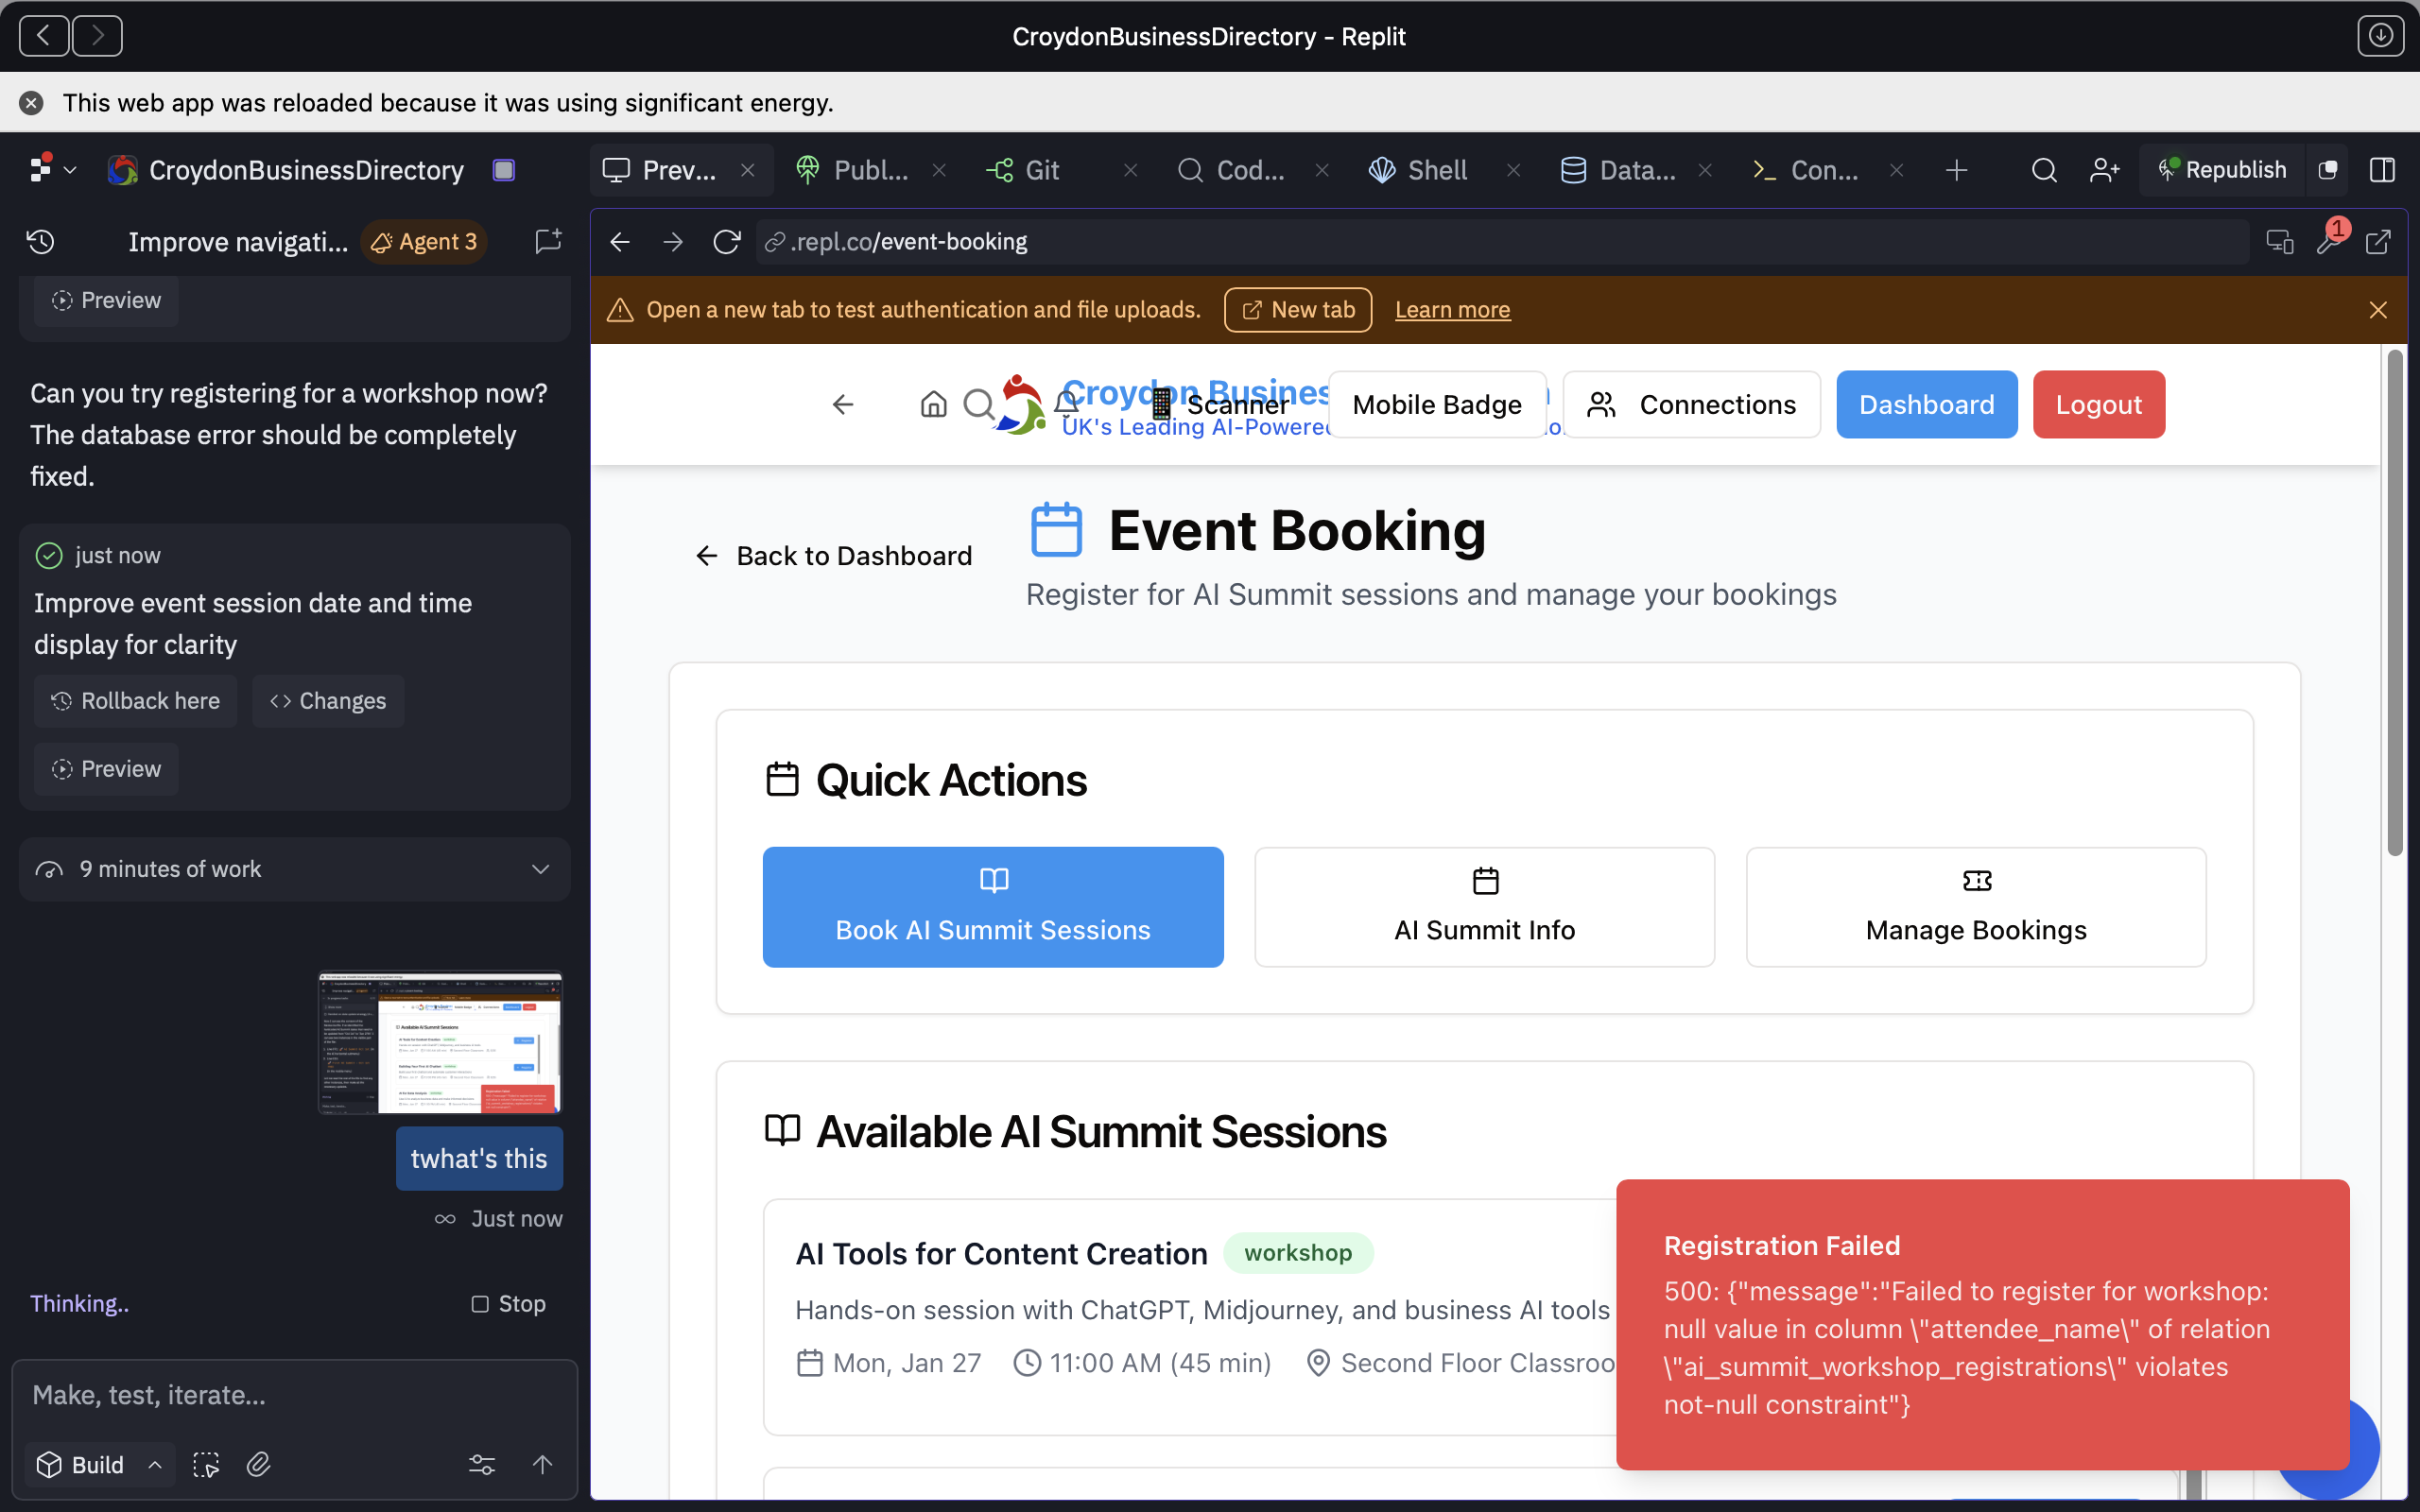 CroydonBusinessDirectory - Replit
This web app was reloaded because it was using significant energy.
CroydonBusinessDirectory
Prev...
Publ...
Git
Cod...
Shell
Data...
Con...
Republish
Improve navigati...
Agent 3
.repl.co/event-booking
1
Open a new tab to test authentication and file uploads.
New tab
Learn more
Preview
Can you try registering for a workshop now?
The database error should be completely
fixed.
just now
Improve event session date and time
display for clarity
Rollback here
Changes
Preview
9 minutes of work
twhat's this
Just now
Thinking..
Stop
Make, test, iterate...
Build
Croydon Busines
UK's Leading AI-Powered
Scanner
Mobile Badge
Connections
Dashboard
Logout
Back to Dashboard
Event Booking
Register for AI Summit sessions and manage your bookings
Quick Actions
Book AI Summit Sessions
AI Summit Info
Manage Bookings
Available AI Summit Sessions
AI Tools for Content Creation
workshop
Hands-on session with ChatGPT, Midjourney, and business AI tools
Mon, Jan 27
11:00 AM (45 min)
Second Floor Classroo
Registration Failed
500: {"message":"Failed to register for workshop:
null value in column \"attendee_name\" of relation
\"ai_summit_workshop_registrations\" violates
not-null constraint"}